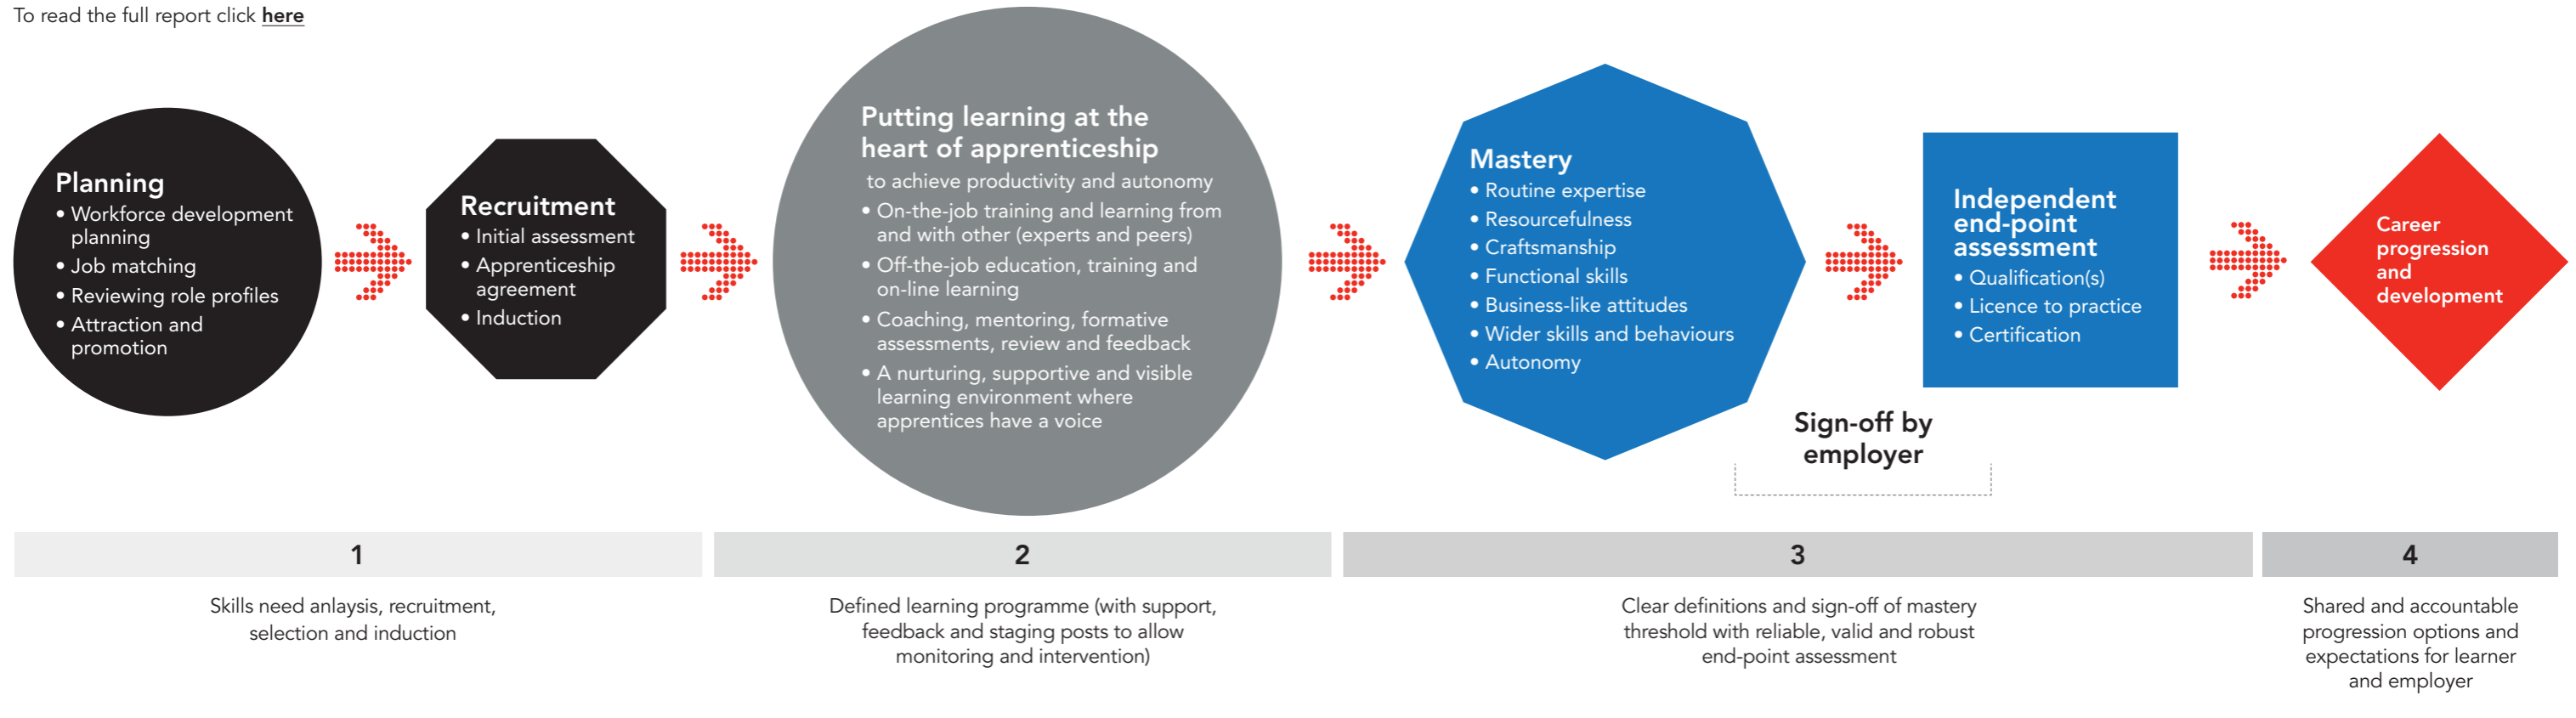 To read the full report click here
Planning
• Workforce development
planning
• Job matching
• Reviewing role profiles
• Attraction and
promotion
Recruitment
• Initial assessment
• Apprenticeship
agreement
• Induction
Putting learning at the
heart of apprenticeship
to achieve productivity and autonomy
• On-the-job training and learning from
and with other (experts and peers)
• Off-the-job education, training and
on-line learning
• Coaching, mentoring, formative
assessments, review and feedback
• A nurturing, supportive and visible
learning environment where
apprentices have a voice
Mastery
• Routine expertise
• Resourcefulness
• Craftsmanship
• Functional skills
• Business-like attitudes
• Wider skills and behaviours
• Autonomy
Sign-off by
employer
Independent
end-point
assessment
• Qualification(s)
• Licence to practice
• Certification
Career
progression
and
development
1
Skills need anlaysis, recruitment,
selection and induction
2
Defined learning programme (with support,
feedback and staging posts to allow
monitoring and intervention)
3
Clear definitions and sign-off of mastery
threshold with reliable, valid and robust
end-point assessment
4
Shared and accountable
progression options and
expectations for learner
and employer